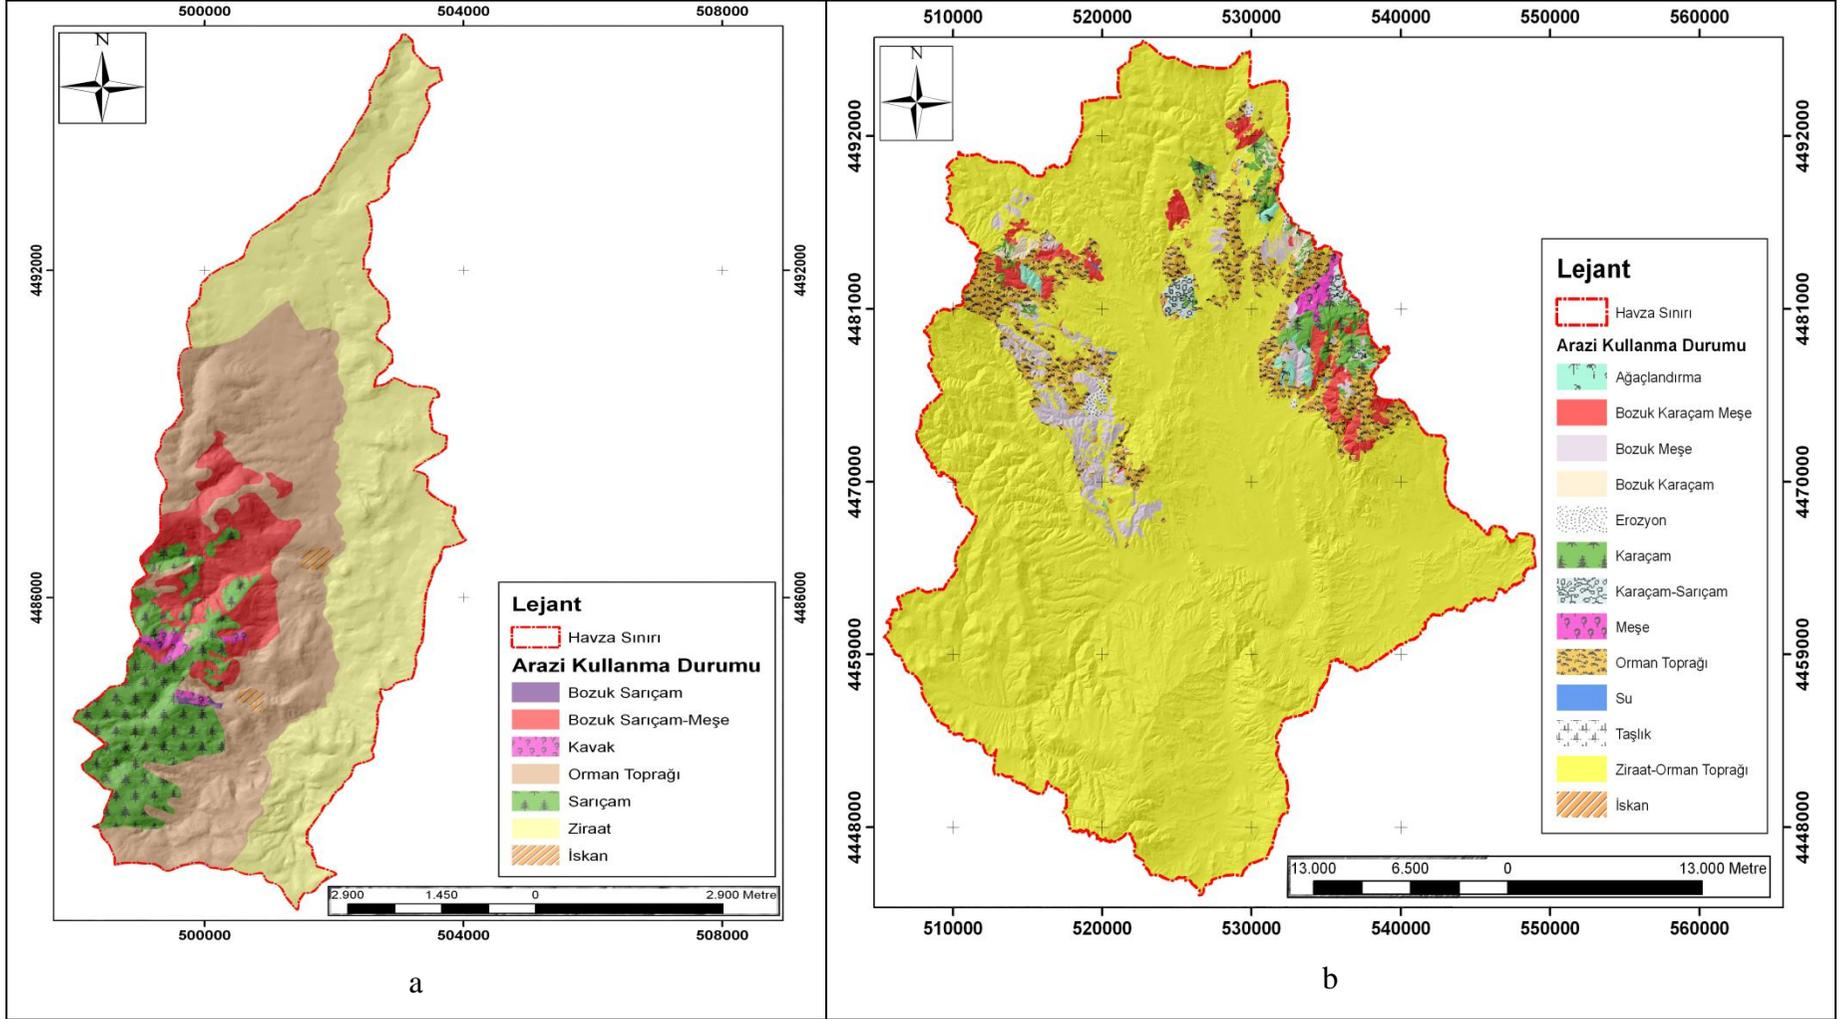 500000 504000 508000
N
4492000 4492000
4486000 4486000
Lejant
Havza Sınırı
Arazi Kullanma Durumu
Bozuk Sarıçam
Bozuk Sarıçam-Meşe
Kavak
Orman Toprağı
Sarıçam
Ziraat
İskan
2.900 1.450 0 2.900 Metre
500000 504000 508000
a
510000 520000 530000 540000 550000 560000
N
4492000 4492000
4481000 4481000
4470000 4470000
4459000 4459000
4448000 4448000
Lejant
Havza Sınırı
Arazi Kullanma Durumu
Ağaçlandırma
Bozuk Karaçam Meşe
Bozuk Meşe
Bozuk Karaçam
Erozyon
Karaçam
Karaçam-Sarıçam
Meşe
Orman Toprağı
Su
Taşlık
Ziraat-Orman Toprağı
İskan
13.000 6.500 0 13.000 Metre
510000 520000 530000 540000 550000 560000
b